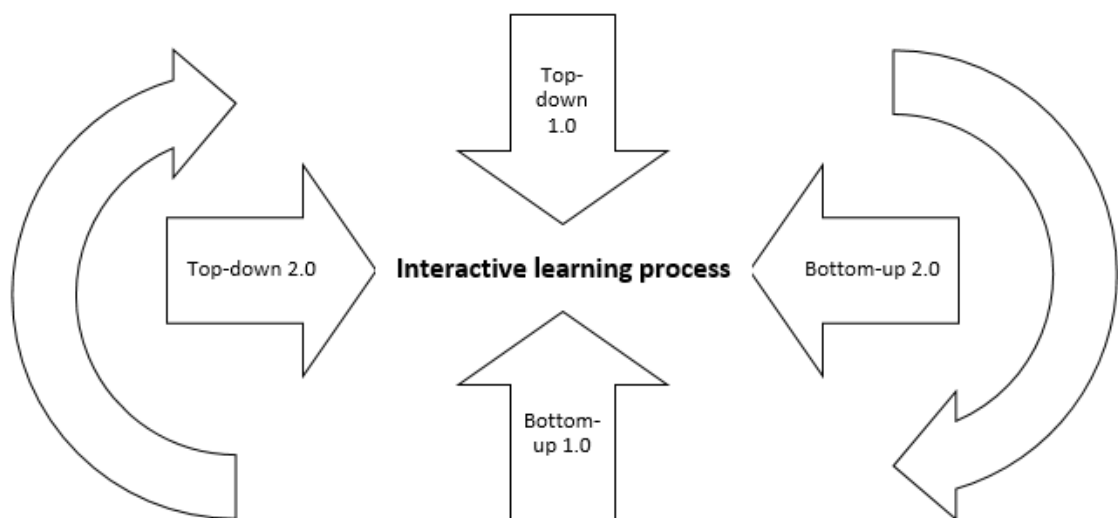 Top-
down
1.0
Top-down 2.0
Interactive learning process
Bottom-up 2.0
Bottom-
up 1.0